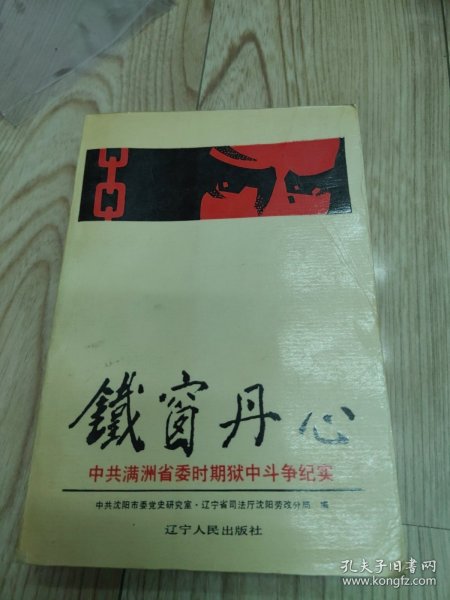 鐵窗丹心
中共满洲省委时期狱中斗争纪实
中共沈阳市委党史研究室·辽宁省司法厅沈阳劳改分局 编
辽宁人民出版社
孔夫子旧书网
www.kongfz.com